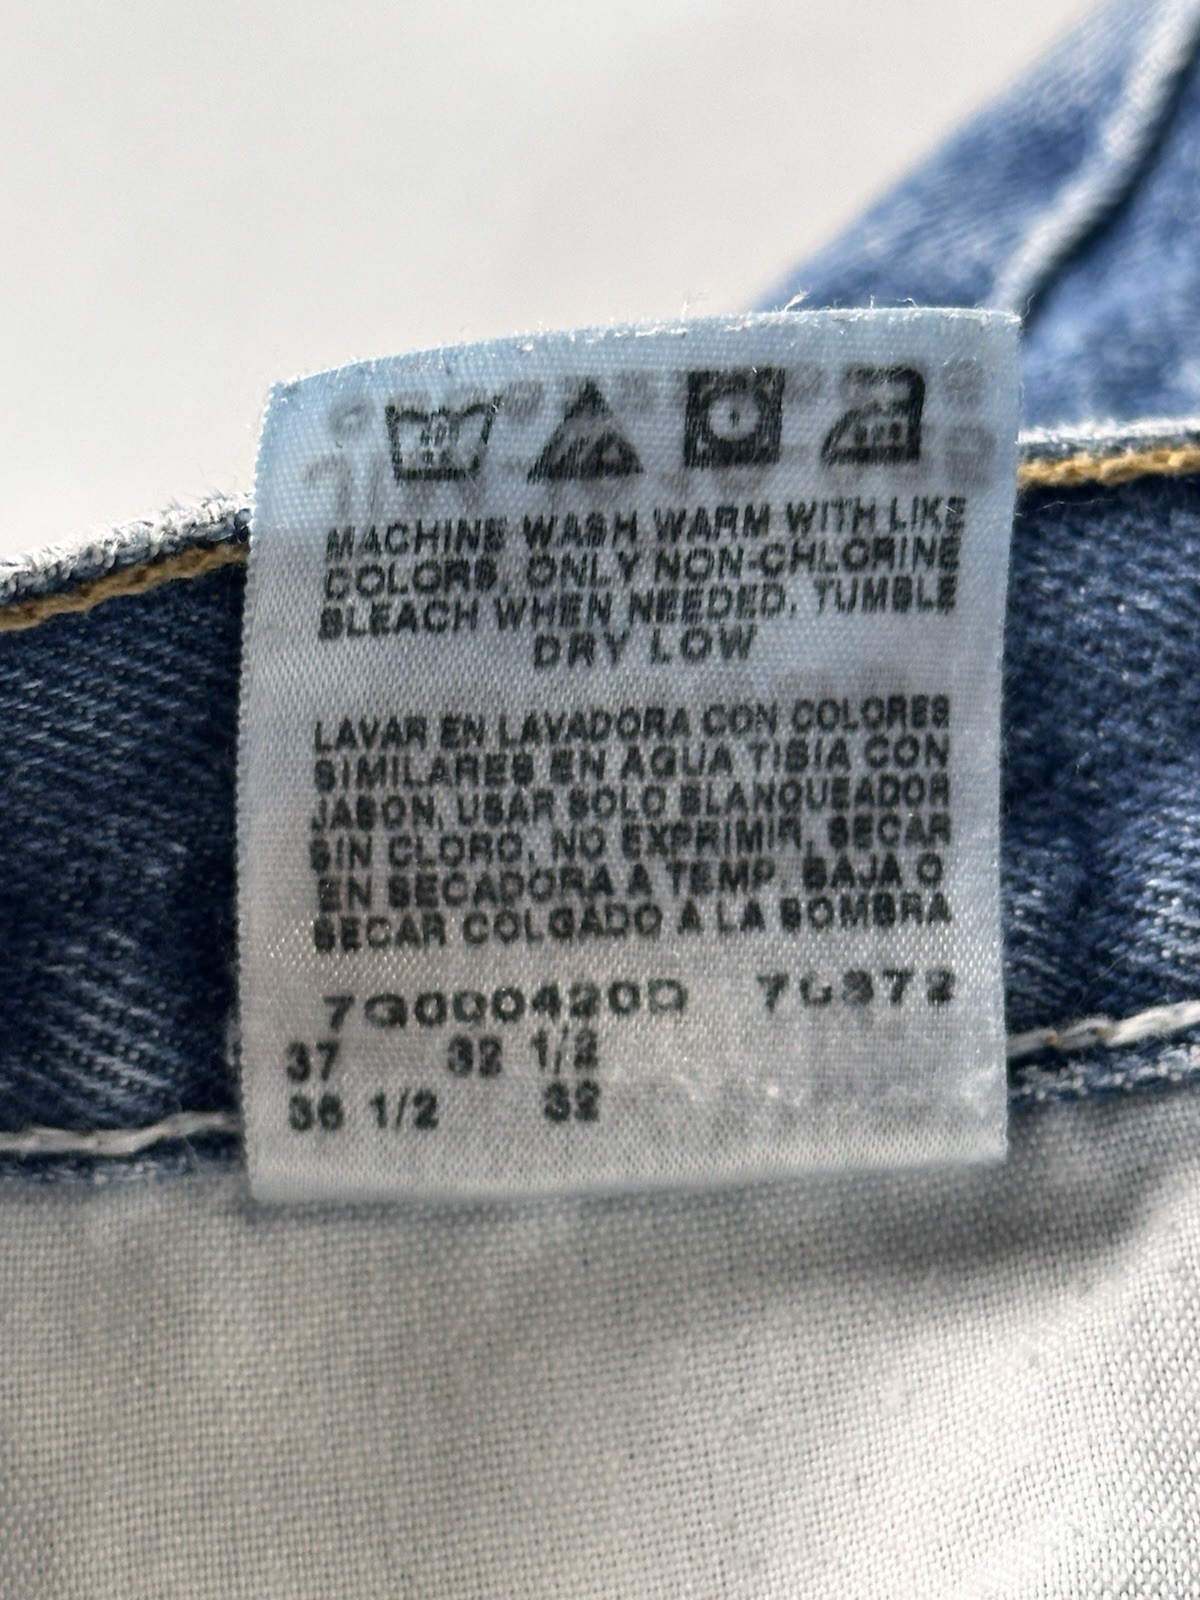 MACHINE WASH WARM WITH LIKE
COLORS, ONLY NON-CHLORINE
BLEACH WHEN NEEDED. TUMBLE
DRY LOW
LAVAR EN LAVADORA CON COLORES
SIMILARES EN AGUA TIBIA CON
JABON, USAR SOLO BLANQUEADOR
SIN CLORO, NO EXPRIMIR, SECAR
EN SECADORA A TEMP. BAJA O
SECAR COLGADO A LA SOMBRA
37 32 1/2
36 1/2 32